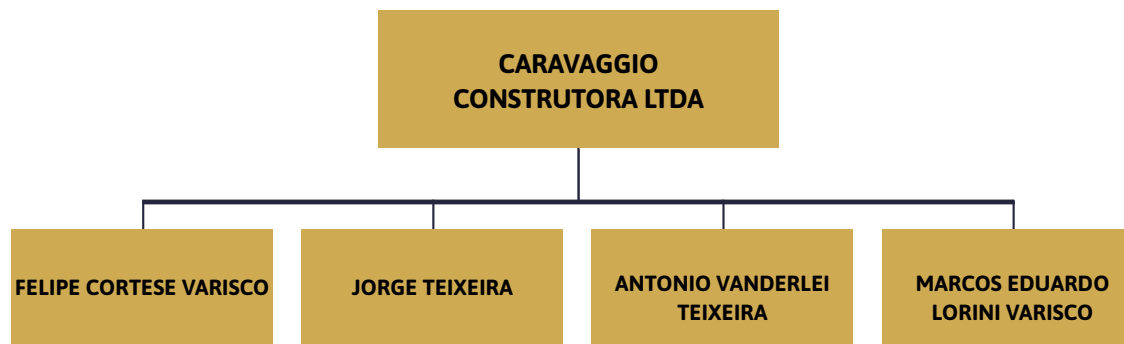 CARAVAGGIO
CONSTRUTORA LTDA
FELIPE CORTESE VARISCO
JORGE TEIXEIRA
ANTONIO VANDERLEI
TEIXEIRA
MARCOS EDUARDO
LORINI VARISCO